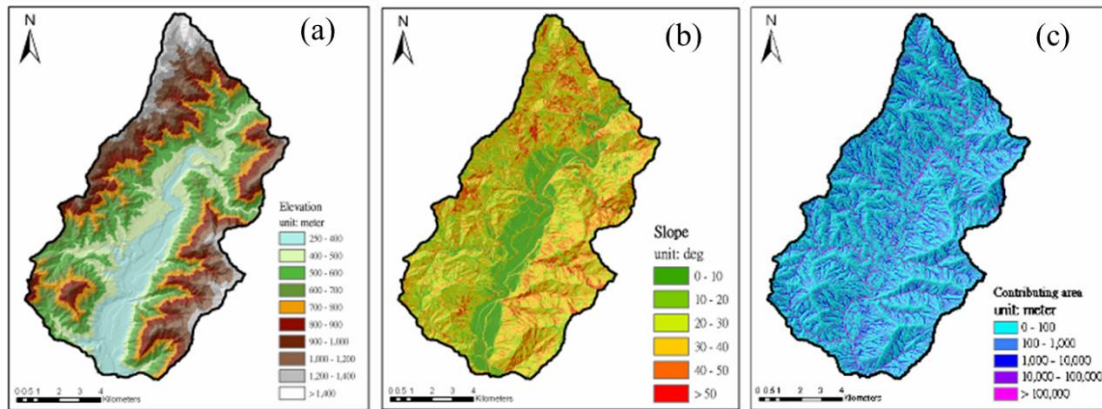 N
(a)
Elevation
unit: meter
250 - 400
400 - 500
500 - 600
600 - 700
700 - 800
800 - 900
900 - 1,000
1,000 - 1,200
1,200 - 1,400
> 1,400
0 0.5 1 2 3 4
Kilometers
N
(b)
Slope
unit: deg
0 - 10
10 - 20
20 - 30
30 - 40
40 - 50
> 50
0 0.5 1 2 3 4
Kilometers
N
(c)
Contributing area
unit: meter
0 - 100
100 - 1,000
1,000 - 10,000
10,000 - 100,000
> 100,000
0 0.5 1 2 3 4
Kilometers